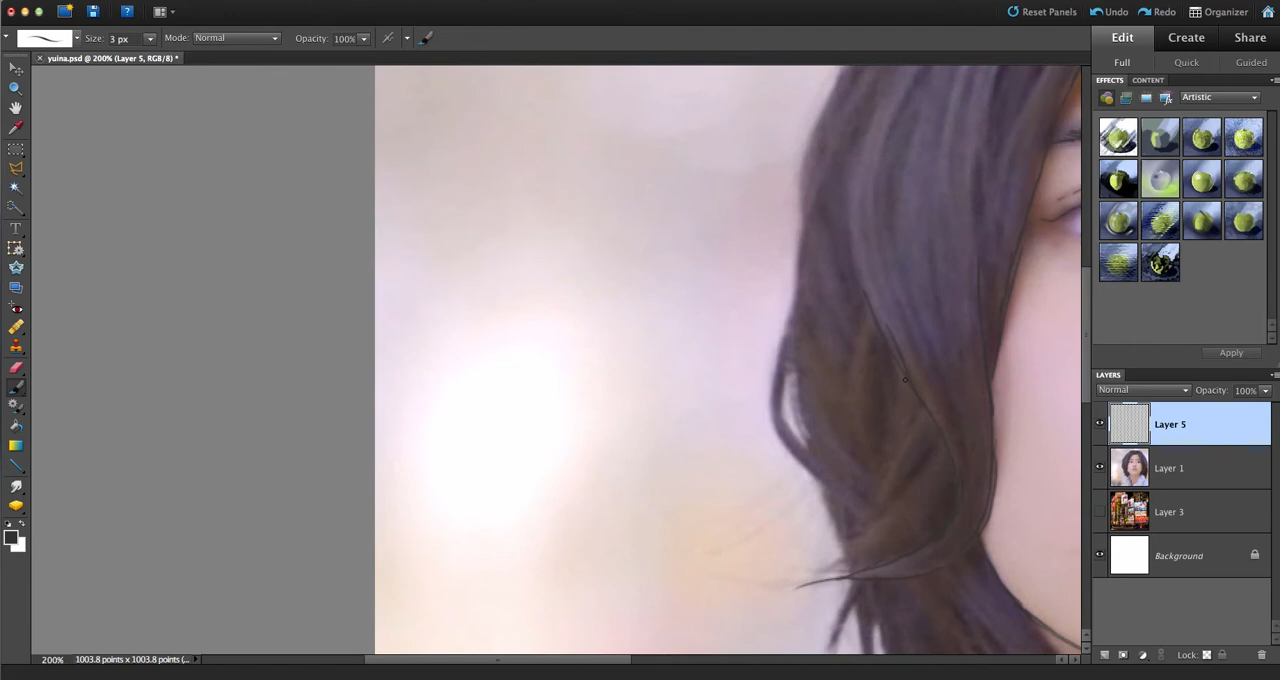 Reset Panels Undo Redo Organizer
Size: 3 px Mode: Normal Opacity: 100%
Edit Create Share
yuina.psd @ 200% (Layer 5, RGB/8) *
Full Quick Guided
EFFECTS CONTENT
Artistic
Apply
LAYERS
Normal Opacity: 100%
Layer 5
Layer 1
Layer 3
Background
Lock:
200% 1003.8 points x 1003.8 points (...